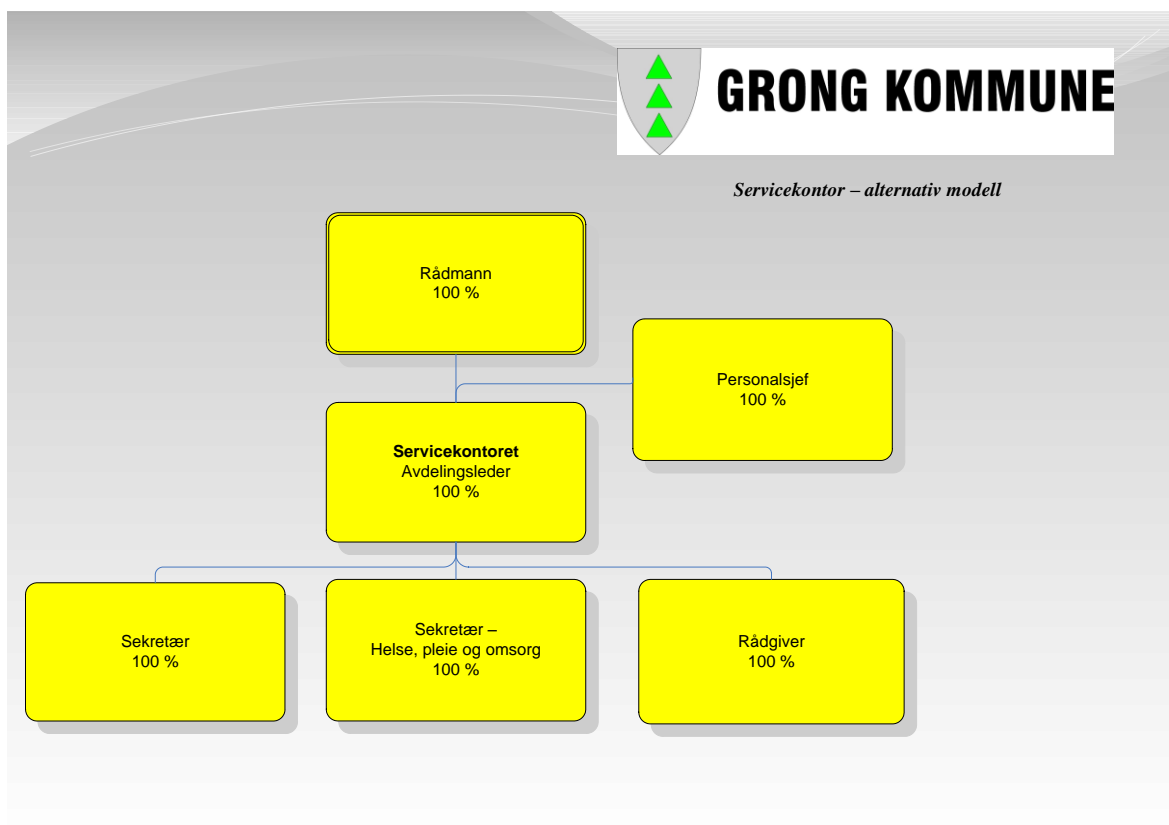 GRONG KOMMUNE
Servicekontor – alternativ modell
Rådmann
100 %
Personalsjef
100 %
Servicekontoret
Avdelingsleder
100 %
Sekretær
100 %
Sekretær –
Helse, pleie og omsorg
100 %
Rådgiver
100 %